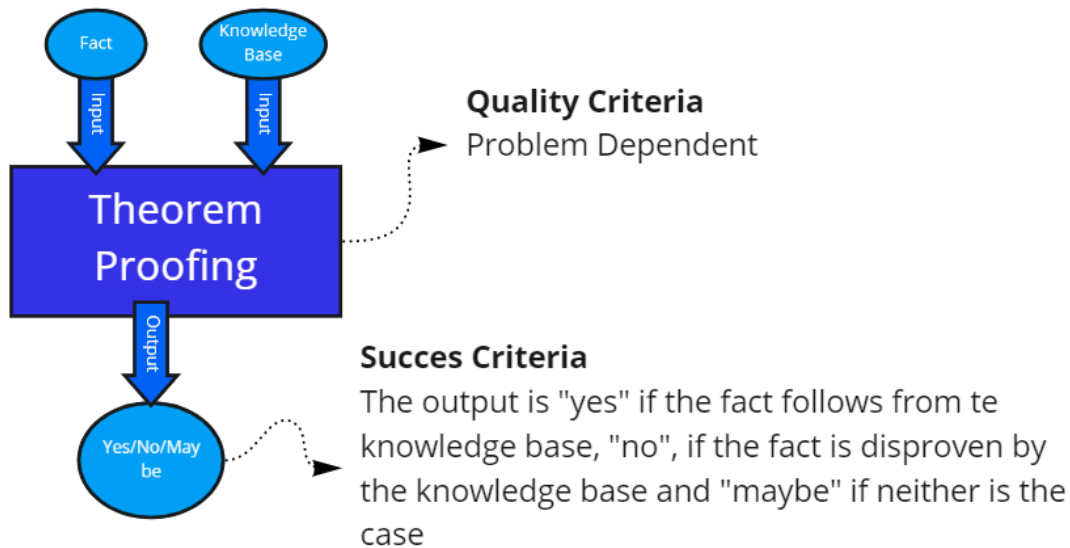 Fact
Knowledge
Base
Input
Input
Quality Criteria
Problem Dependent
Theorem
Proofing
Output
Succes Criteria
The output is "yes" if the fact follows from te
knowledge base, "no", if the fact is disproven by
the knowledge base and "maybe" if neither is the
case
Yes/No/May
be